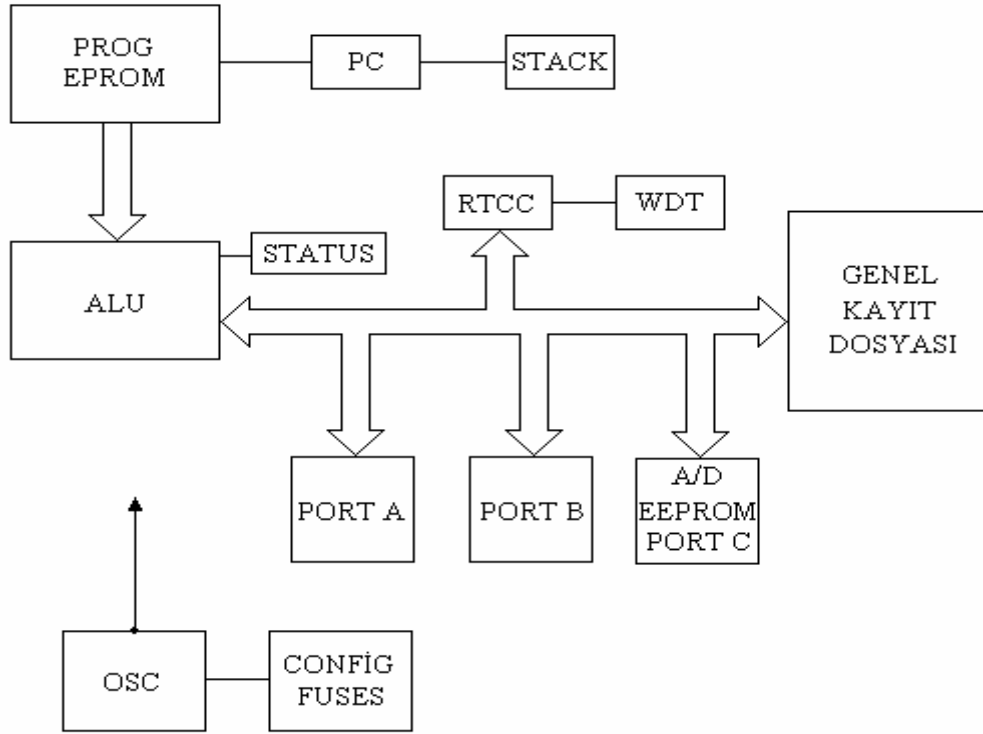 PROG
EPROM
PC
STACK
RTCC
WDT
STATUS
ALU
GENEL
KAYIT
DOSYASI
PORT A
PORT B
A/D
EEPROM
PORT C
OSC
CONFİG
FUSES